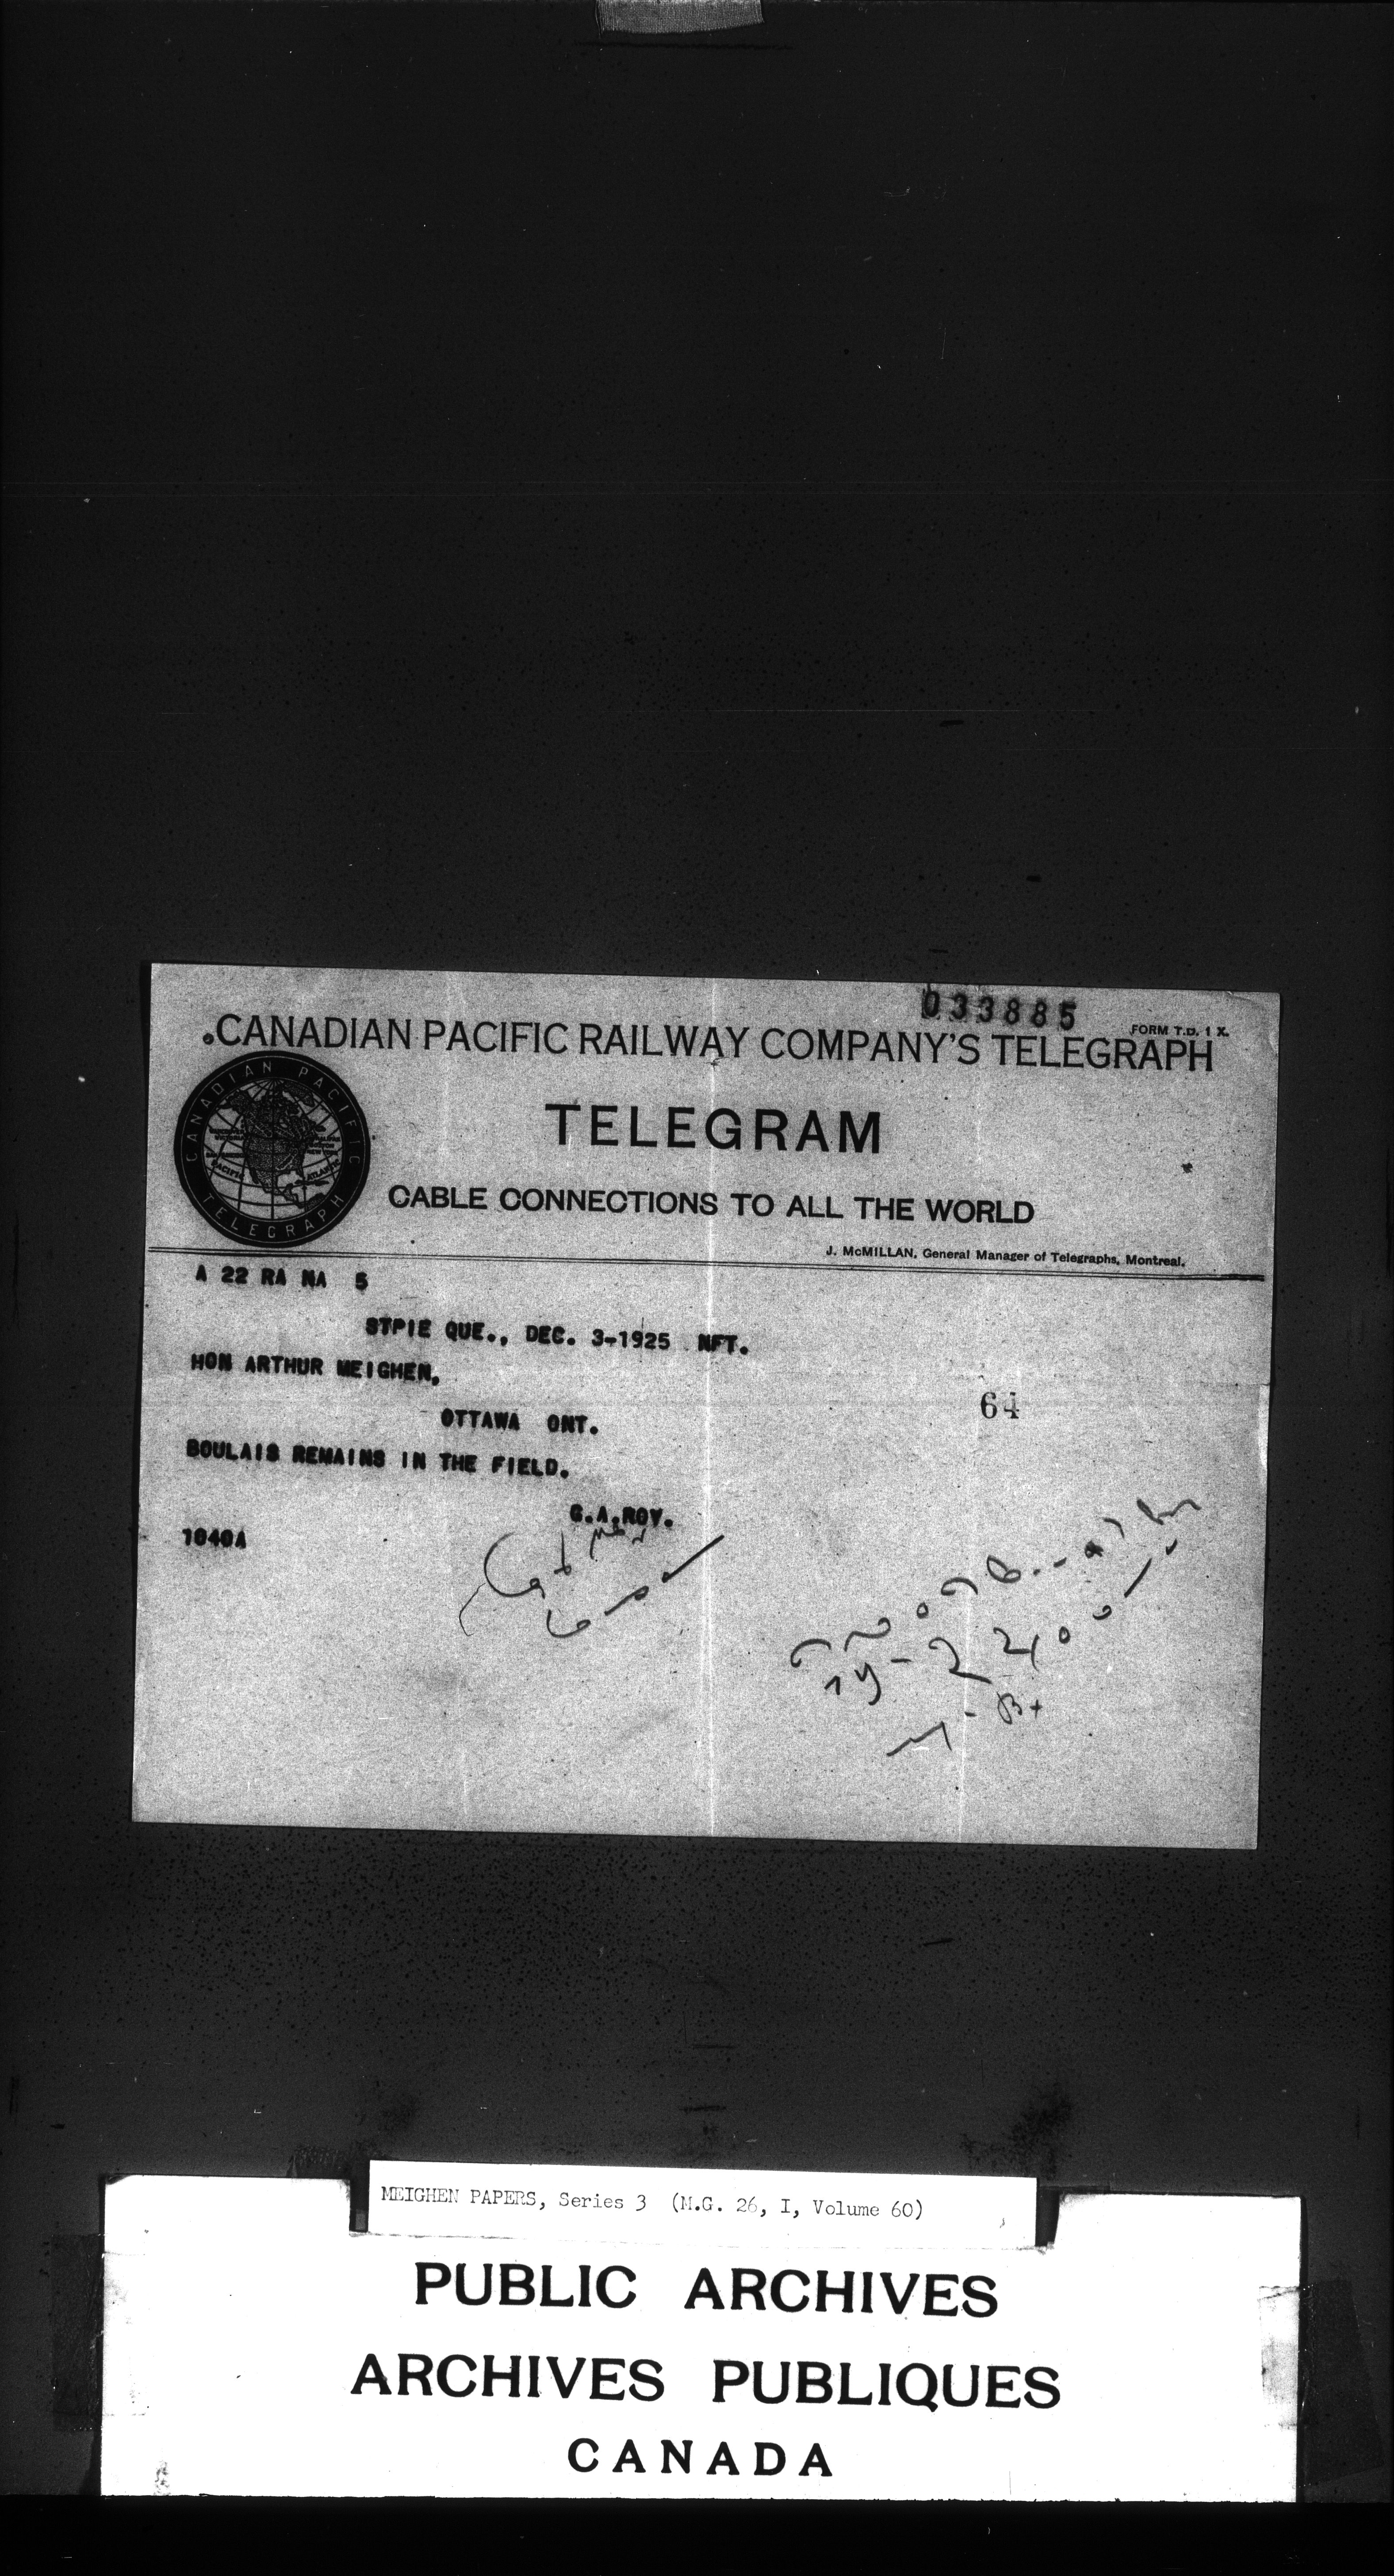 033885
FORM T.D. 1 X.
CANADIAN PACIFIC RAILWAY COMPANY'S TELEGRAPH
CANADIAN PACIFIC
TELEGRAPH
PACIFIC
ATLANTIC
TELEGRAM
CABLE CONNECTIONS TO ALL THE WORLD
J. McMILLAN, General Manager of Telegraphs, Montreal.
A 22 RA NA 5
STPIE QUE., DEC. 3-1925 NFT.
HON ARTHUR MEIGHEN,
64
OTTAWA ONT.
BOULAIS REMAINS IN THE FIELD.
G.A.ROY.
1040A
MEIGHEN PAPERS, Series 3 (M.G. 26, I, Volume 60)
PUBLIC ARCHIVES
ARCHIVES PUBLIQUES
CANADA